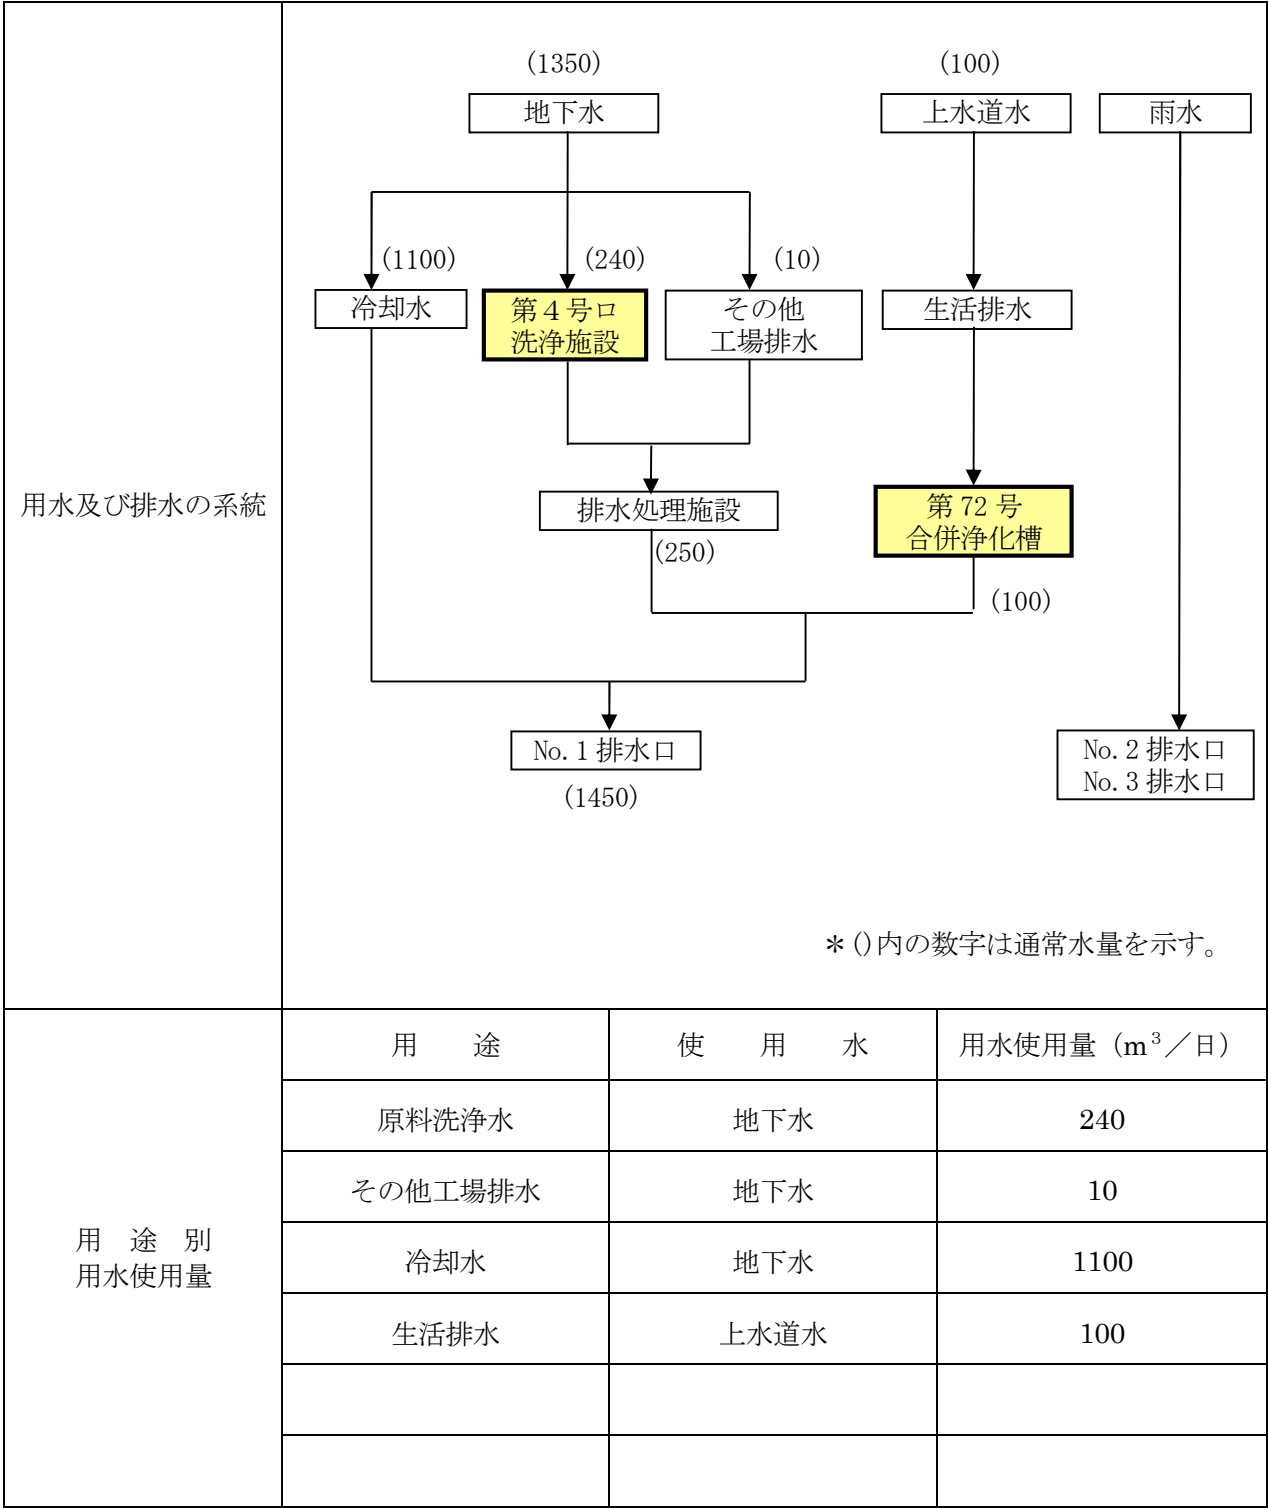 用水及び排水の系統
(1350)
(100)
地下水
上水道水
雨水
(1100)
(240)
(10)
冷却水
第４号ロ
洗浄施設
その他
工場排水
生活排水
排水処理施設
(250)
第 72 号
合併浄化槽
(100)
No.1 排水口
(1450)
No.2 排水口
No.3 排水口
＊()内の数字は通常水量を示す。
用　途　別
用水使用量
用　　途
使　　用　　水
用水使用量（m³／日）
原料洗浄水
地下水
240
その他工場排水
地下水
10
冷却水
地下水
1100
生活排水
上水道水
100